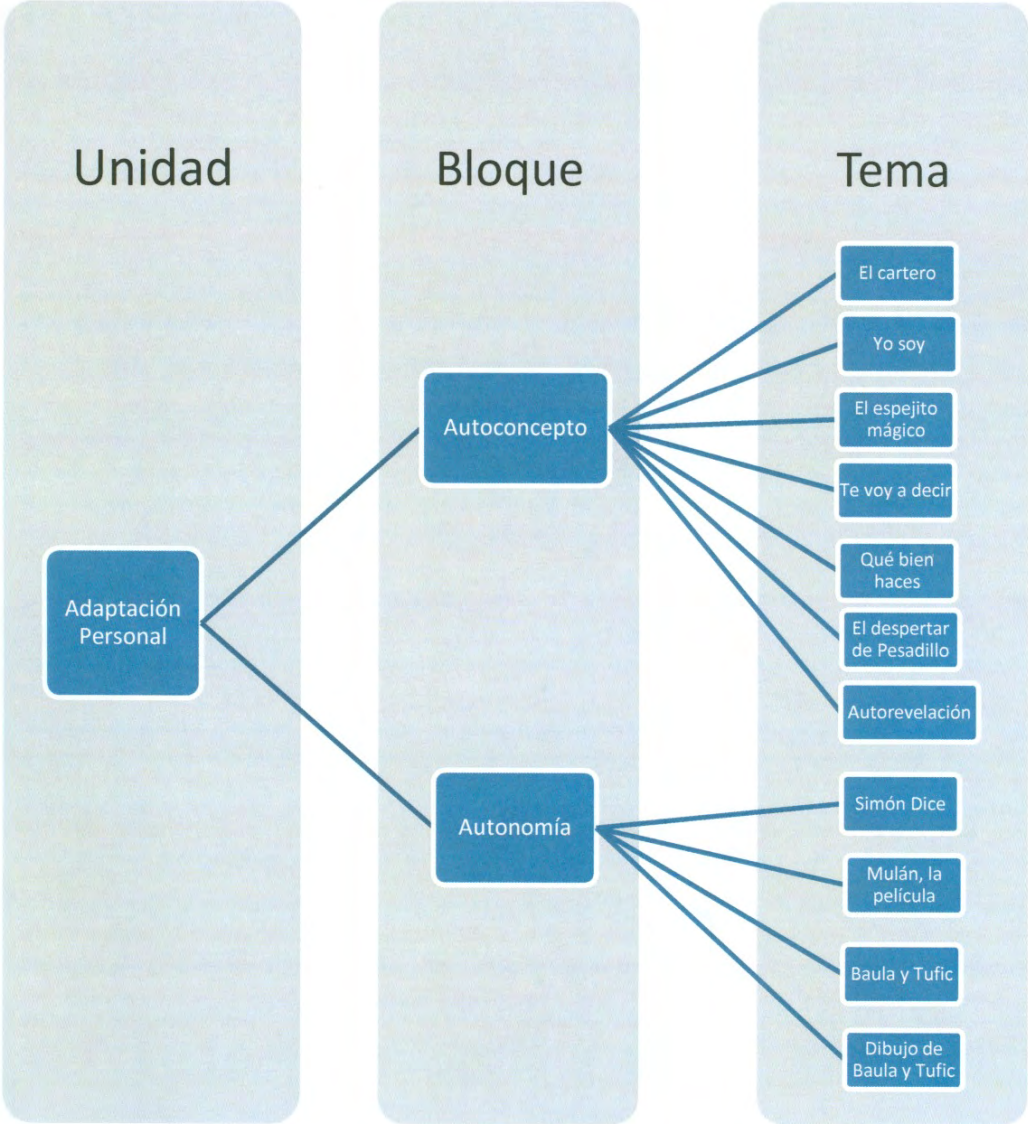 Unidad
Bloque
Tema
Adaptación
Personal
Autoconcepto
Autonomía
El cartero
Yo soy
El espejito
mágico
Te voy a decir
Qué bien
haces
El despertar
de Pesadillo
Autorevelación
Simón Dice
Mulán, la
película
Baula y Tufic
Dibujo de
Baula y Tufic